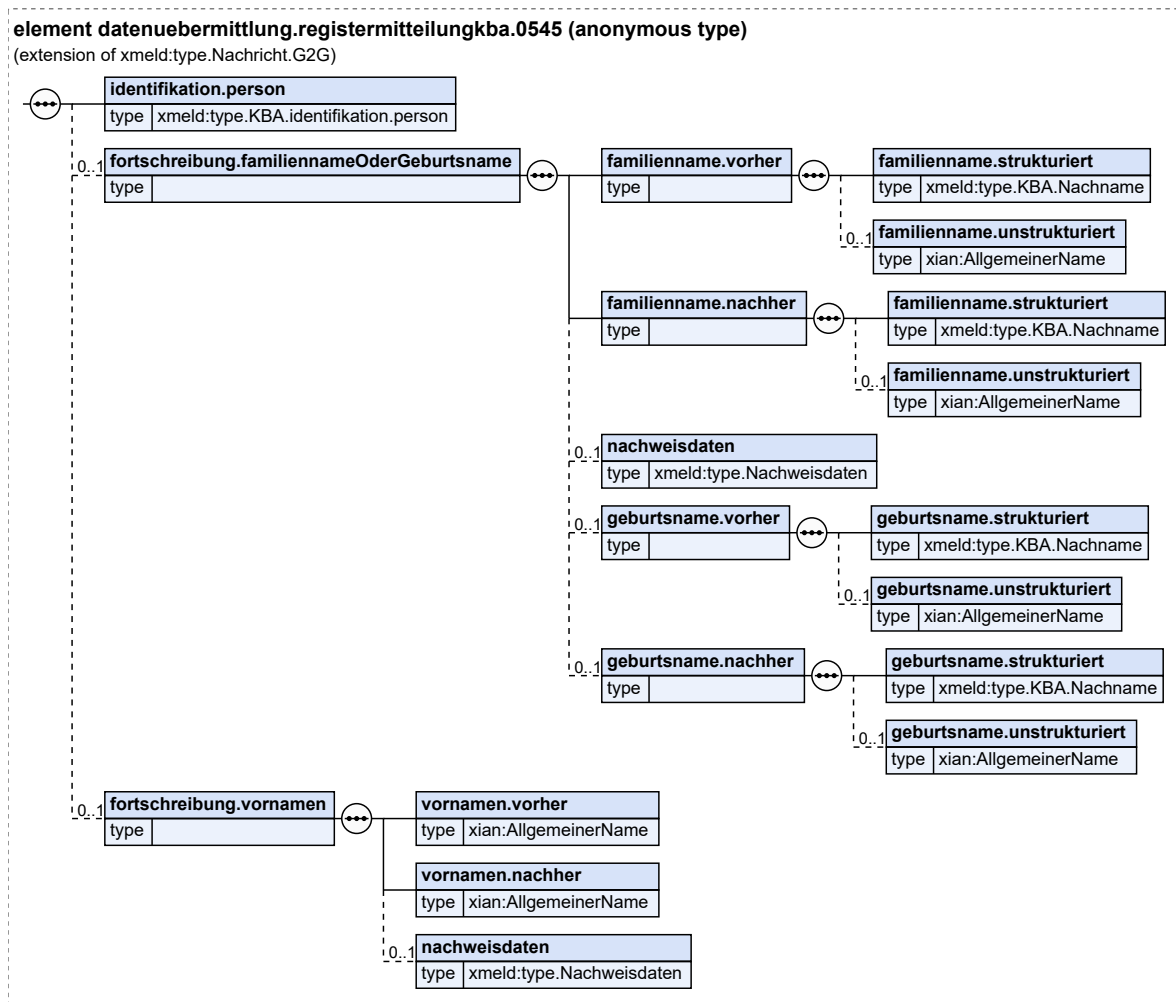 element datenuebermittlung.registermitteilungkba.0545 (anonymous type)
(extension of xmeld:type.Nachricht.G2G)
identifikation.person
type xmeld:type.KBA.identifikation.person
0..1 fortschreibung.familiennameOderGeburtsname
type
familienname.vorher
type
familienname.strukturiert
type xmeld:type.KBA.Nachname
0..1 familienname.unstrukturiert
type xian:AllgemeinerName
familienname.nachher
type
familienname.strukturiert
type xmeld:type.KBA.Nachname
0..1 familienname.unstrukturiert
type xian:AllgemeinerName
0..1 nachweisdaten
type xmeld:type.Nachweisdaten
0..1 geburtsname.vorher
type
geburtsname.strukturiert
type xmeld:type.KBA.Nachname
0..1 geburtsname.unstrukturiert
type xian:AllgemeinerName
0..1 geburtsname.nachher
type
geburtsname.strukturiert
type xmeld:type.KBA.Nachname
0..1 geburtsname.unstrukturiert
type xian:AllgemeinerName
0..1 fortschreibung.vornamen
type
vornamen.vorher
type xian:AllgemeinerName
vornamen.nachher
type xian:AllgemeinerName
0..1 nachweisdaten
type xmeld:type.Nachweisdaten